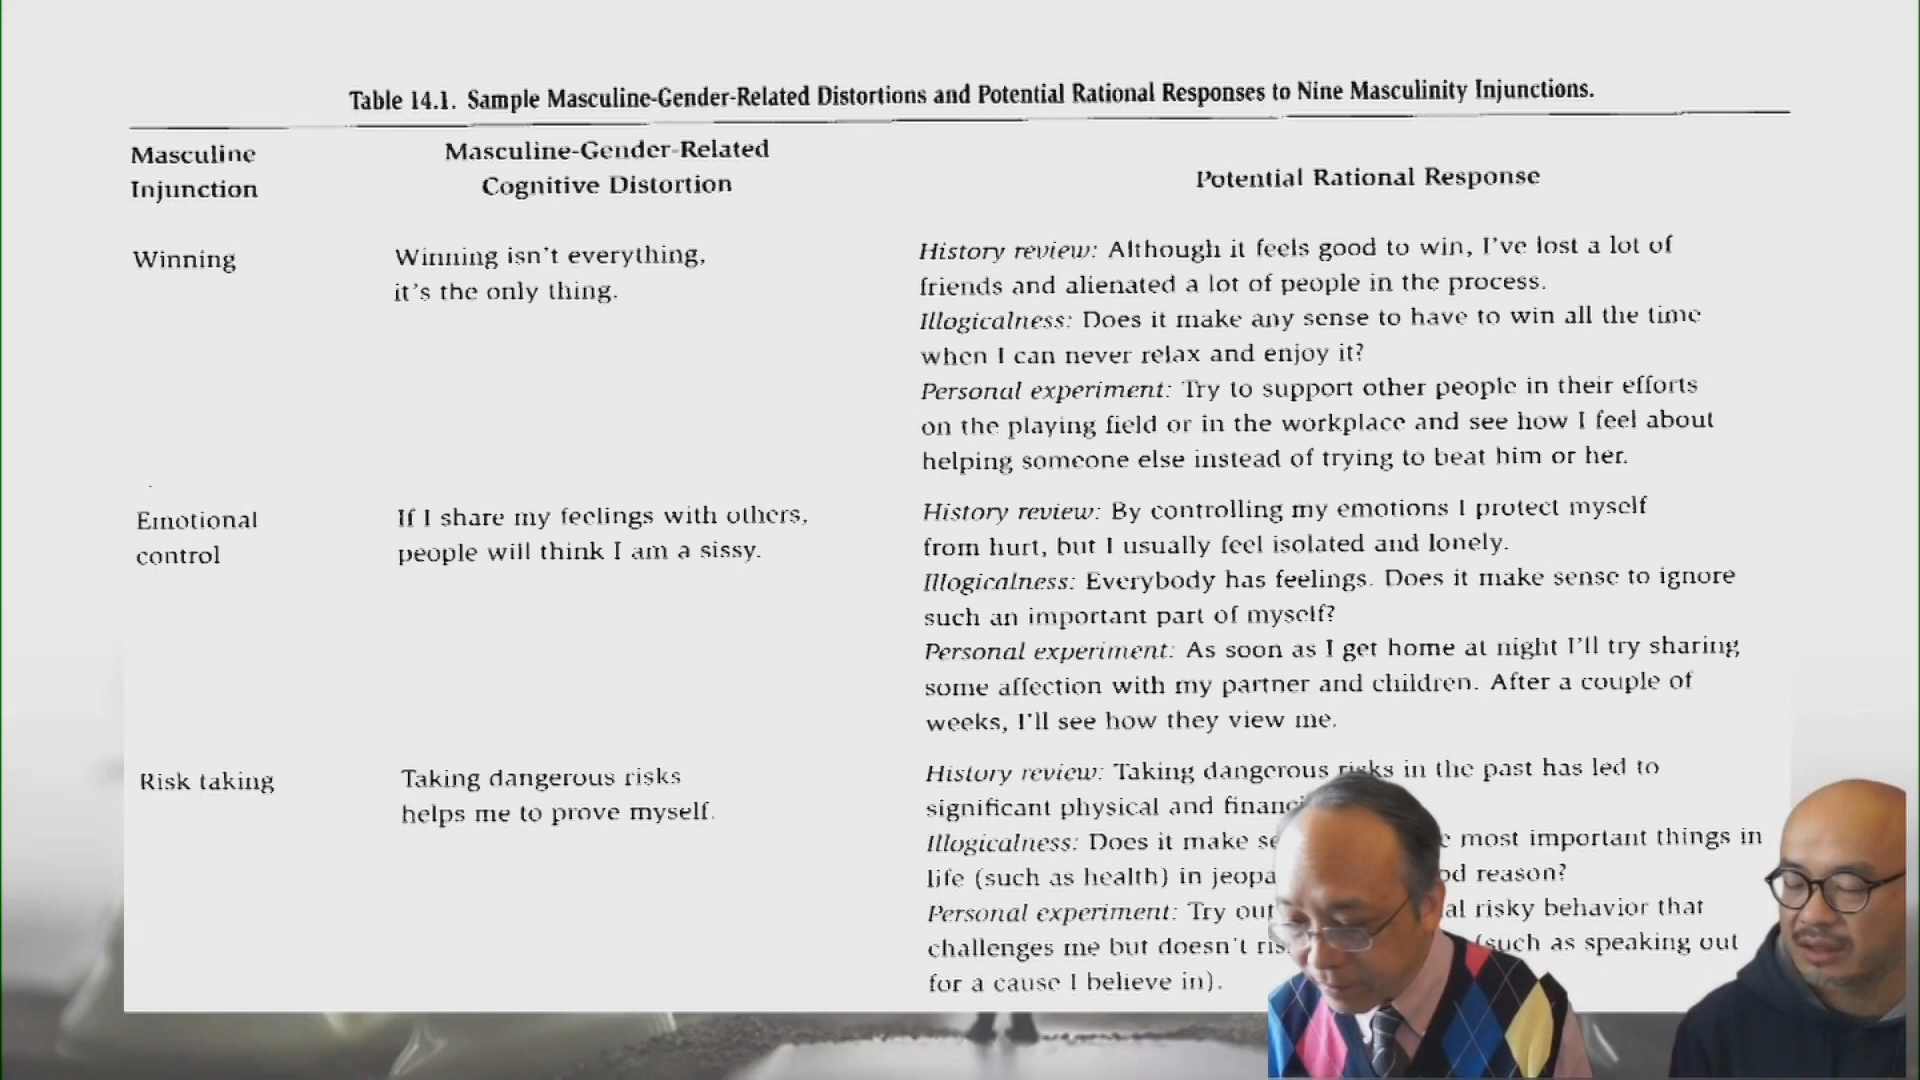 Table 14.1. Sample Masculine-Gender-Related Distortions and Potential Rational Responses to Nine Masculinity Injunctions.
Masculine
Injunction
Masculine-Gender-Related
Cognitive Distortion
Potential Rational Response
Winning
Winning isn't everything,
it's the only thing.
History review: Although it feels good to win, I've lost a lot of
friends and alienated a lot of people in the process.
Illogicalness: Does it make any sense to have to win all the time
when I can never relax and enjoy it?
Personal experiment: Try to support other people in their efforts
on the playing field or in the workplace and see how I feel about
helping someone else instead of trying to beat him or her.
Emotional
control
If I share my feelings with others,
people will think I am a sissy.
History review: By controlling my emotions I protect myself
from hurt, but I usually feel isolated and lonely.
Illogicalness: Everybody has feelings. Does it make sense to ignore
such an important part of myself?
Personal experiment: As soon as I get home at night I'll try sharing
some affection with my partner and children. After a couple of
weeks, I'll see how they view me.
Risk taking
Taking dangerous risks
helps me to prove myself.
History review: Taking dangerous risks in the past has led to
significant physical and
Illogicalness: Does it make most important things in
life (such as health) in reason?
Personal experiment: Try out risky behavior that
challenges me but doesn't (such as speaking out
for a cause I believe in).